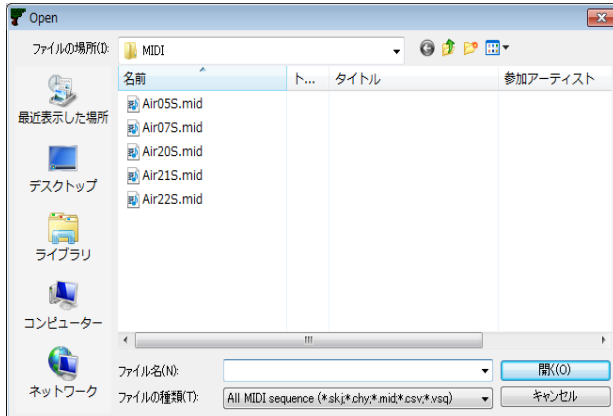 Open
ファイルの場所(I):
MIDI
名前
ト...
タイトル
参加アーティスト
最近表示した場所
デスクトップ
ライブラリ
コンピューター
ネットワーク
Air05S.mid
Air07S.mid
Air20S.mid
Air21S.mid
Air22S.mid
ファイル名(N):
開く(O)
ファイルの種類(T):
All MIDI sequence (*.skj;*.chy;*.mid;*.csv;*.vsq)
キャンセル